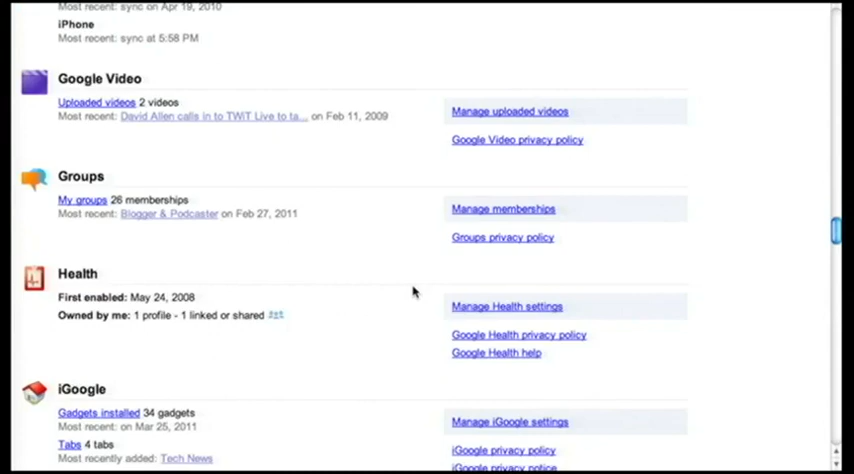 Most recent: sync on Apr 19, 2010
iPhone
Most recent: sync at 5:58 PM
Google Video
Uploaded videos 2 videos
Most recent: David Allen calls in to TWiT Live to ta... on Feb 11, 2009
Manage uploaded videos
Google Video privacy policy
Groups
My groups 26 memberships
Most recent: Blogger & Podcaster on Feb 27, 2011
Manage memberships
Groups privacy policy
Health
First enabled: May 24, 2008
Owned by me: 1 profile - 1 linked or shared
Manage Health settings
Google Health privacy policy
Google Health help
iGoogle
Gadgets installed 34 gadgets
Most recent: on Mar 25, 2011
Tabs 4 tabs
Most recently added: Tech News
Manage iGoogle settings
iGoogle privacy policy
iGoogle privacy notice